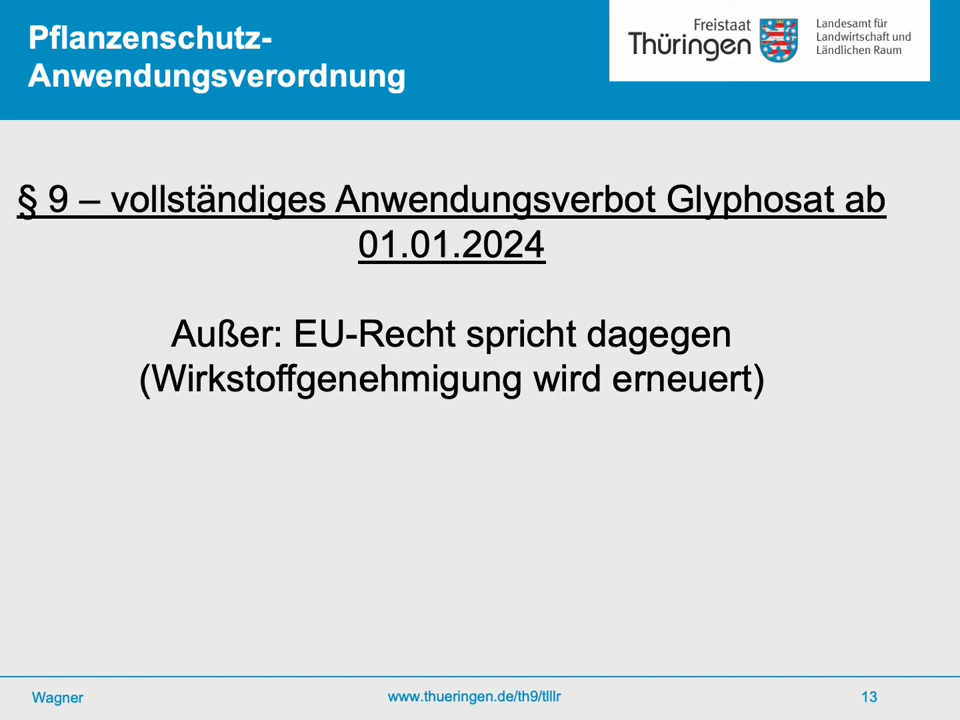 Pflanzenschutz-
Anwendungsverordnung
Freistaat
Thüringen
Landesamt für
Landwirtschaft und
Ländlichen Raum
§ 9 – vollständiges Anwendungsverbot Glyphosat ab
01.01.2024
Außer: EU-Recht spricht dagegen
(Wirkstoffgenehmigung wird erneuert)
Wagner
www.thueringen.de/th9/tlllr
13